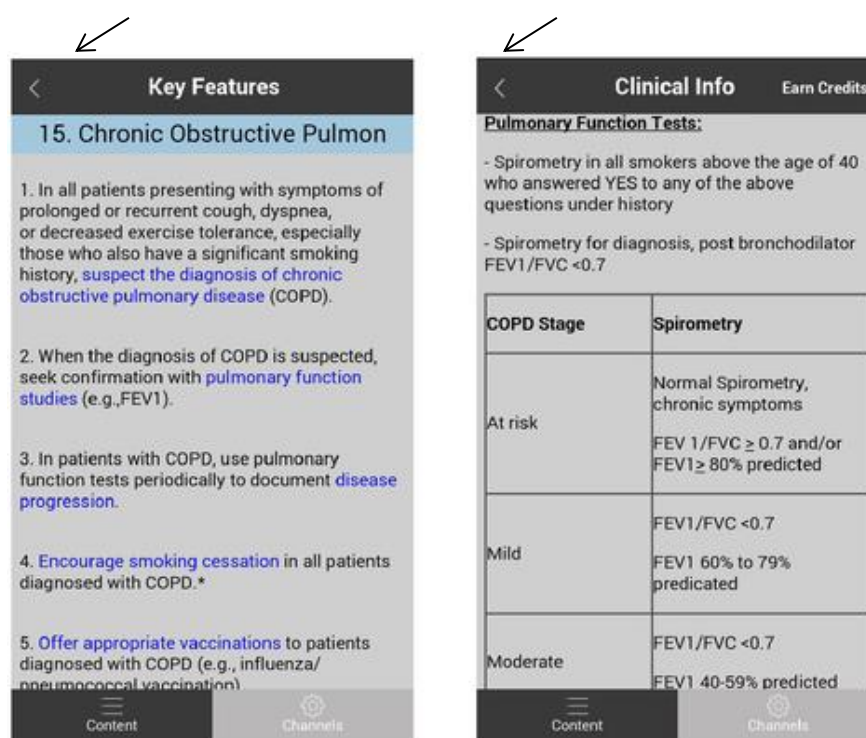 Key Features
15. Chronic Obstructive Pulmon
1. In all patients presenting with symptoms of
prolonged or recurrent cough, dyspnea,
or decreased exercise tolerance, especially
those who also have a significant smoking
history, suspect the diagnosis of chronic
obstructive pulmonary disease (COPD).
2. When the diagnosis of COPD is suspected,
seek confirmation with pulmonary function
studies (e.g.,FEV1).
3. In patients with COPD, use pulmonary
function tests periodically to document disease
progression.
4. Encourage smoking cessation in all patients
diagnosed with COPD.*
5. Offer appropriate vaccinations to patients
diagnosed with COPD (e.g., influenza/
pneumococcal vaccination)
Content
Channels
Clinical Info
Earn Credits
Pulmonary Function Tests:
- Spirometry in all smokers above the age of 40
who answered YES to any of the above
questions under history
- Spirometry for diagnosis, post bronchodilator
FEV1/FVC <0.7
COPD Stage
Spirometry
At risk
Normal Spirometry,
chronic symptoms
FEV 1/FVC ≥ 0.7 and/or
FEV1≥ 80% predicted
Mild
FEV1/FVC <0.7
FEV1 60% to 79%
predicated
Moderate
FEV1/FVC <0.7
FEV1 40-59% predicted
Content
Channels